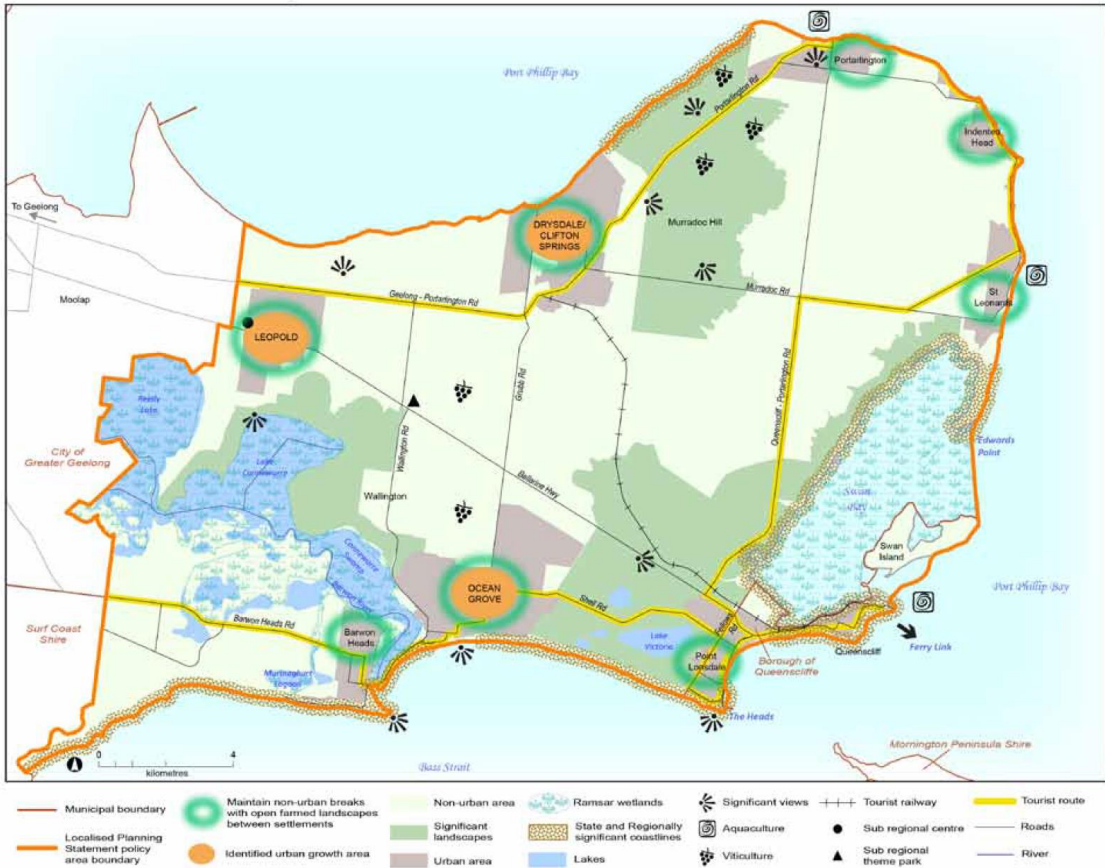 Port Phillip Bay
Portarlington
Portarlington Rd
Indented
Head
To Geelong
DRYSDALE/
CLIFTON
SPRINGS
Murradoc Hill
Moolap
Geelong - Portarlington Rd
Murradoc Rd
St
Leonards
LEOPOLD
Grubb Rd
Queenscliff - Portarlington Rd
Reedy
Lake
City of
Greater Geelong
Lake
Connewarre
Wallington Rd
Wallington
Bellarine Hwy
Edwards
Point
Swan
Bay
Swan
Island
Connewarre
Swamp
Barwon River
OCEAN
GROVE
Shell Rd
Fellows
Rd
Port Phillip Bay
Surf Coast
Shire
Barwon Heads Rd
Barwon
Heads
Lake
Victoria
Point
Lonsdale
Queenscliff
Borough of
Queenscliffe
Ferry Link
Murtnaghurt
Lagoon
The Heads
0 4
kilometres
Bass Strait
Mornington Peninsula Shire
Municipal boundary
Localised Planning
Statement policy
area boundary
Maintain non-urban breaks
with open farmed landscapes
between settlements
Identified urban growth area
Non-urban area
Significant
landscapes
Urban area
Ramsar wetlands
State and Regionally
significant coastlines
Lakes
Significant views
Aquaculture
Viticulture
Tourist railway
Sub regional centre
Sub regional
theme park
Tourist route
Roads
River